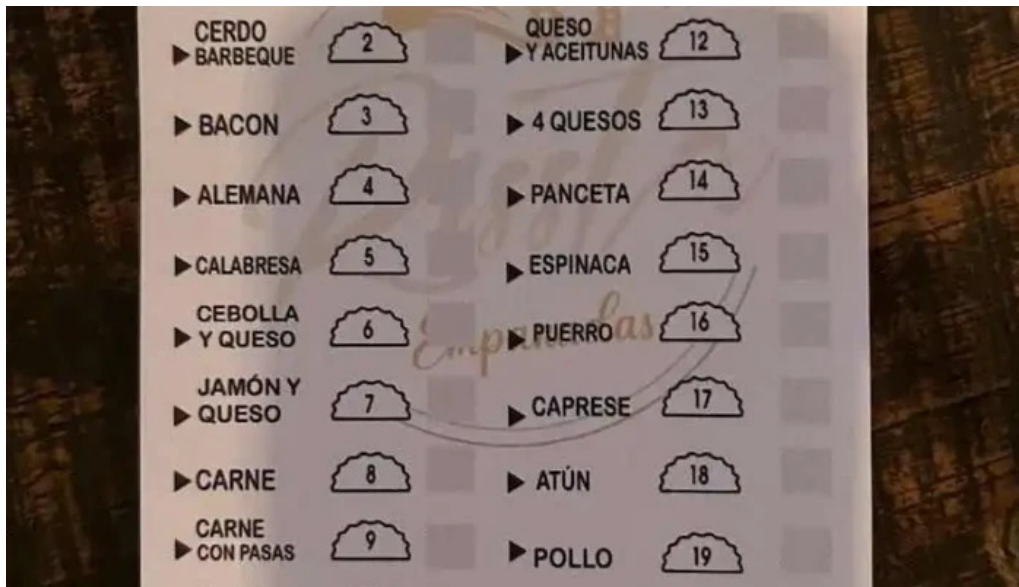 CERDO
BARBEQUE
2
BACON
3
ALEMANA
4
CALABRESA
5
CEBOLLA
Y QUESO
6
JAMÓN Y
QUESO
7
CARNE
8
CARNE
CON PASAS
9
QUESO
Y ACEITUNAS
12
4 QUESOS
13
PANCETA
14
ESPINACA
15
PUERRO
16
CAPRESE
17
ATÚN
18
POLLO
19
Empanadas